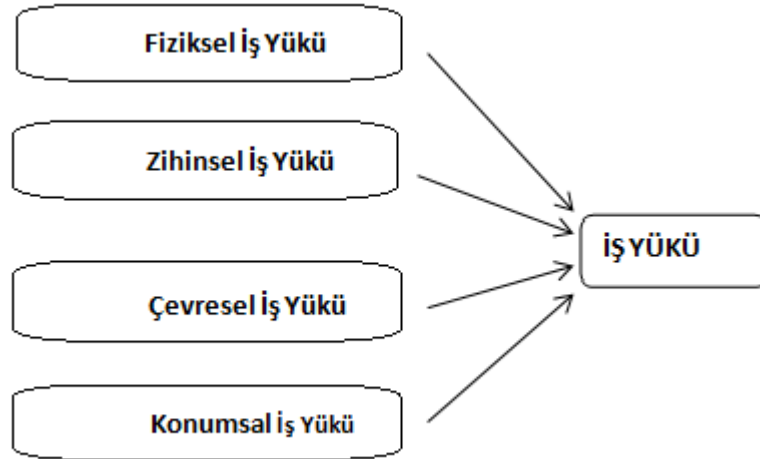 Fiziksel İş Yükü
Zihinsel İş Yükü
İŞ YÜKÜ
Çevresel İş Yükü
Konumsal İş Yükü